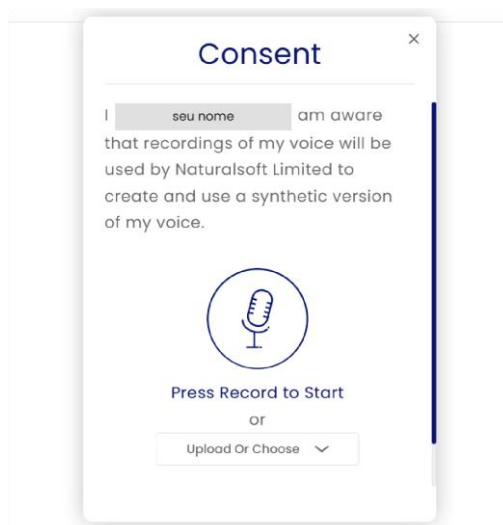 Consent
I seu nome am aware
that recordings of my voice will be
used by Naturalsoft Limited to
create and use a synthetic version
of my voice.
Press Record to Start
or
Upload Or Choose